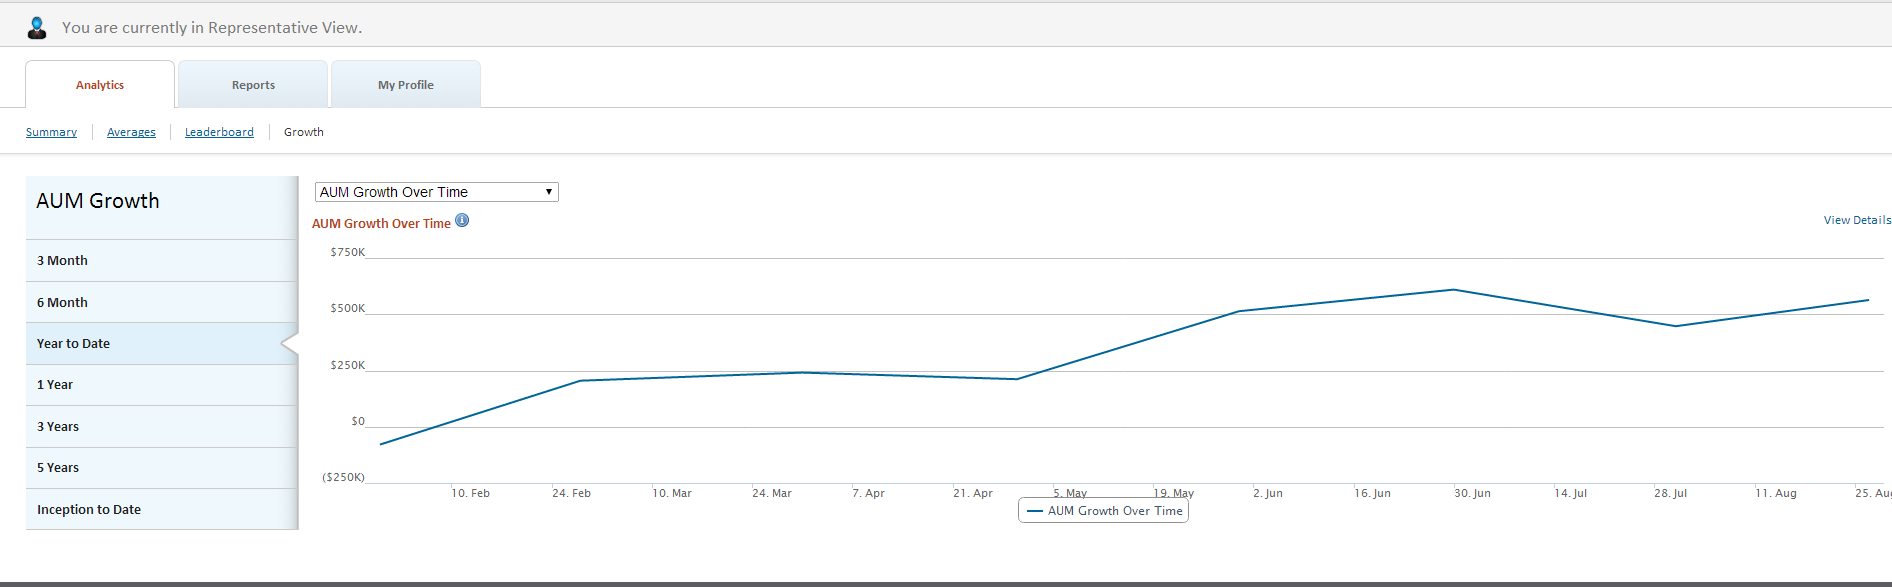 You are currently in Representative View.
Analytics Reports My Profile
Summary Averages Leaderboard Growth
AUM Growth
3 Month
6 Month
Year to Date
1 Year
3 Years
5 Years
Inception to Date
AUM Growth Over Time
AUM Growth Over Time
View Details
$750K
$500K
$250K
$0
($250K)
10. Feb 24. Feb 10. Mar 24. Mar 7. Apr 21. Apr 5. May 19. May 2. Jun 16. Jun 30. Jun 14. Jul 28. Jul 11. Aug 25. Aug
AUM Growth Over Time